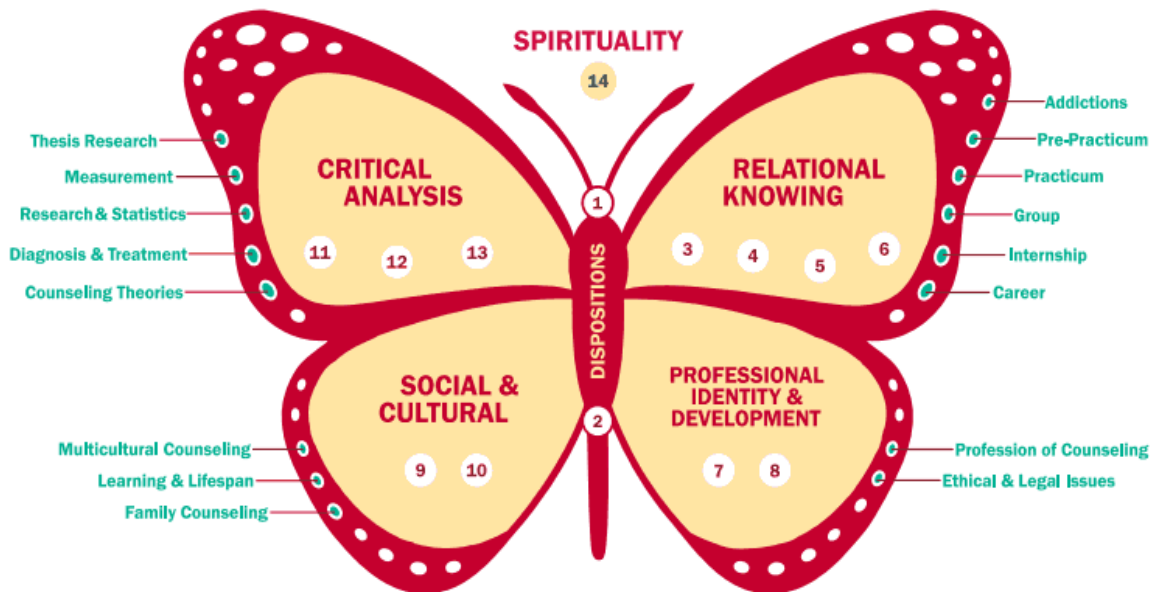 SPIRITUALITY
14
Thesis Research
Measurement
Research & Statistics
Diagnosis & Treatment
Counseling Theories
CRITICAL
ANALYSIS
11
12
13
1
DISPOSITIONS
2
RELATIONAL
KNOWING
3
4
5
6
Addictions
Pre-Practicum
Practicum
Group
Internship
Career
SOCIAL &
CULTURAL
9
10
Multicultural Counseling
Learning & Lifespan
Family Counseling
PROFESSIONAL
IDENTITY &
DEVELOPMENT
7
8
Profession of Counseling
Ethical & Legal Issues